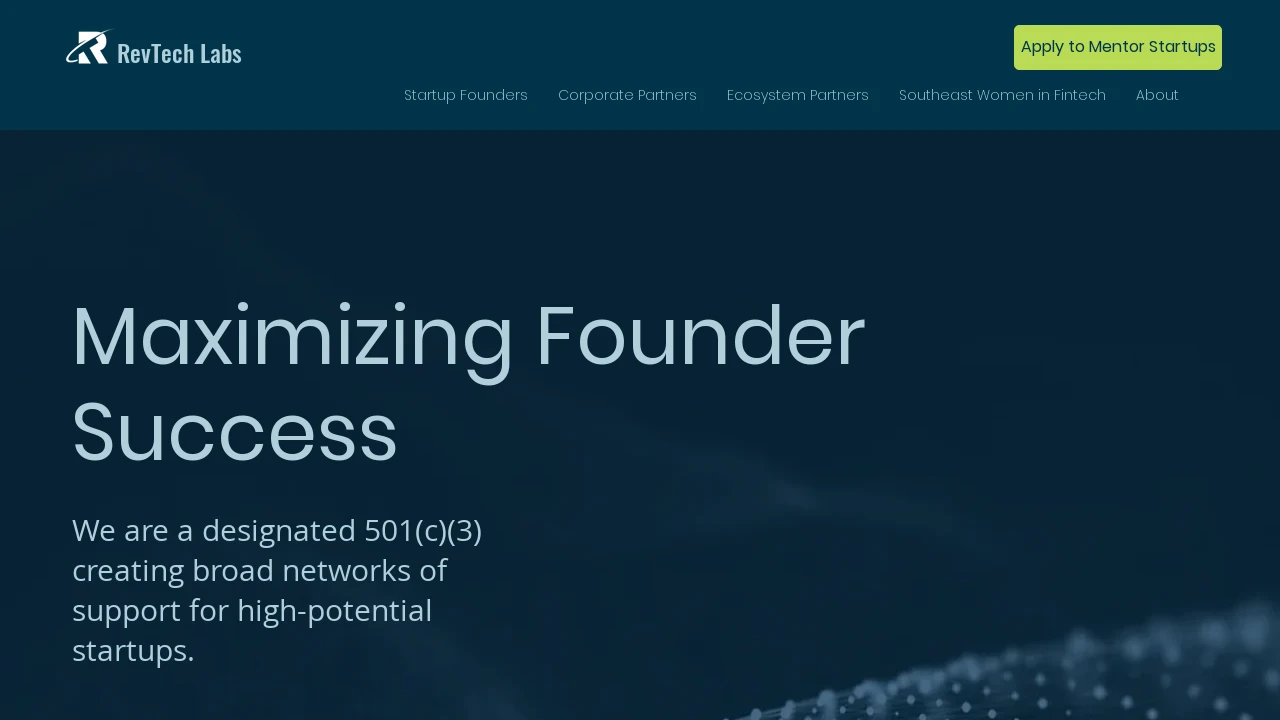 RevTech Labs
Apply to Mentor Startups
Startup Founders
Corporate Partners
Ecosystem Partners
Southeast Women in Fintech
About
Maximizing Founder
Success
We are a designated 501(c)(3)
creating broad networks of
support for high-potential
startups.